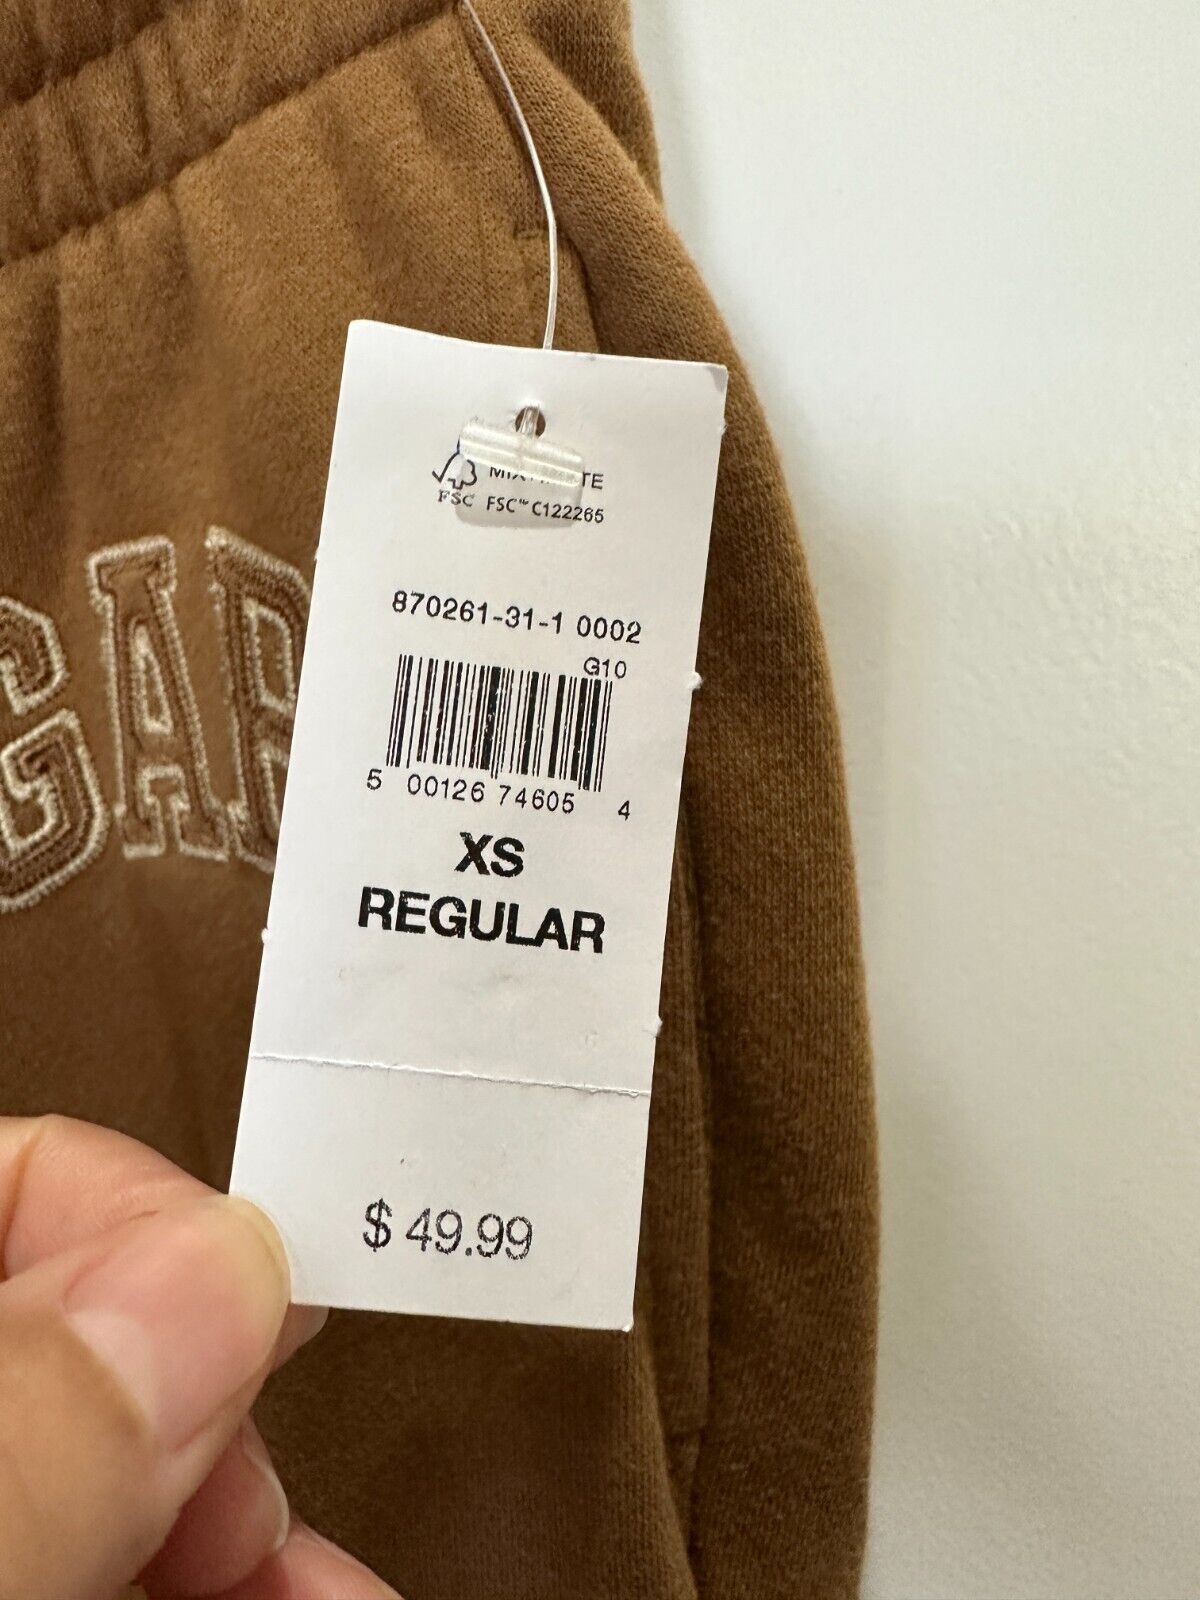 GAP
FSC FSC™ C122265
870261-31-1 0002
G10
5 00126 74605 4
XS
REGULAR
$ 49.99